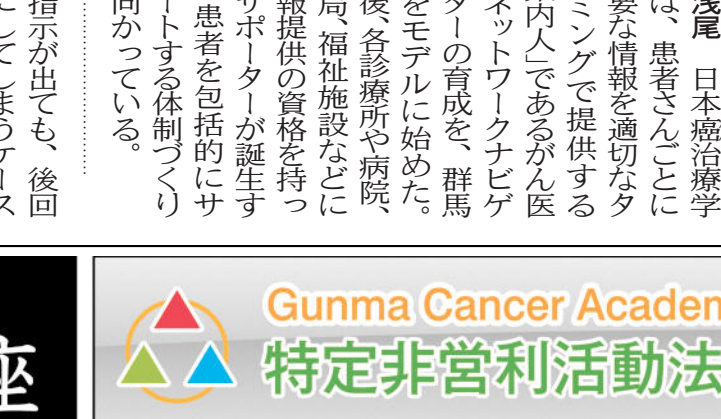 浅尾　日本癌治療学
は、患者さんごとに
要な情報を適切なタ
ミングで提供する
内人」であるがん医
ネットワークナビゲ
ターの育成を、群馬
をモデルに始めた。
後、各診療所や病院、
局、福祉施設などに
報提供の資格を持っ
サポーターが誕生す
患者を包括的にサ
ートする体制づくり
向かっている。
指示が出ても、後回
にしてしまうケース
座
Gunma Cancer Academ
特定非営利活動法